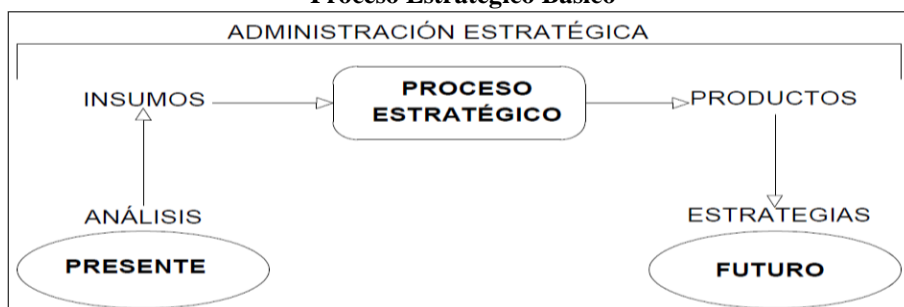 Proceso Estratégico Básico
ADMINISTRACIÓN ESTRATÉGICA
INSUMOS
PROCESO
ESTRATÉGICO
PRODUCTOS
ANÁLISIS
ESTRATEGIAS
PRESENTE
FUTURO